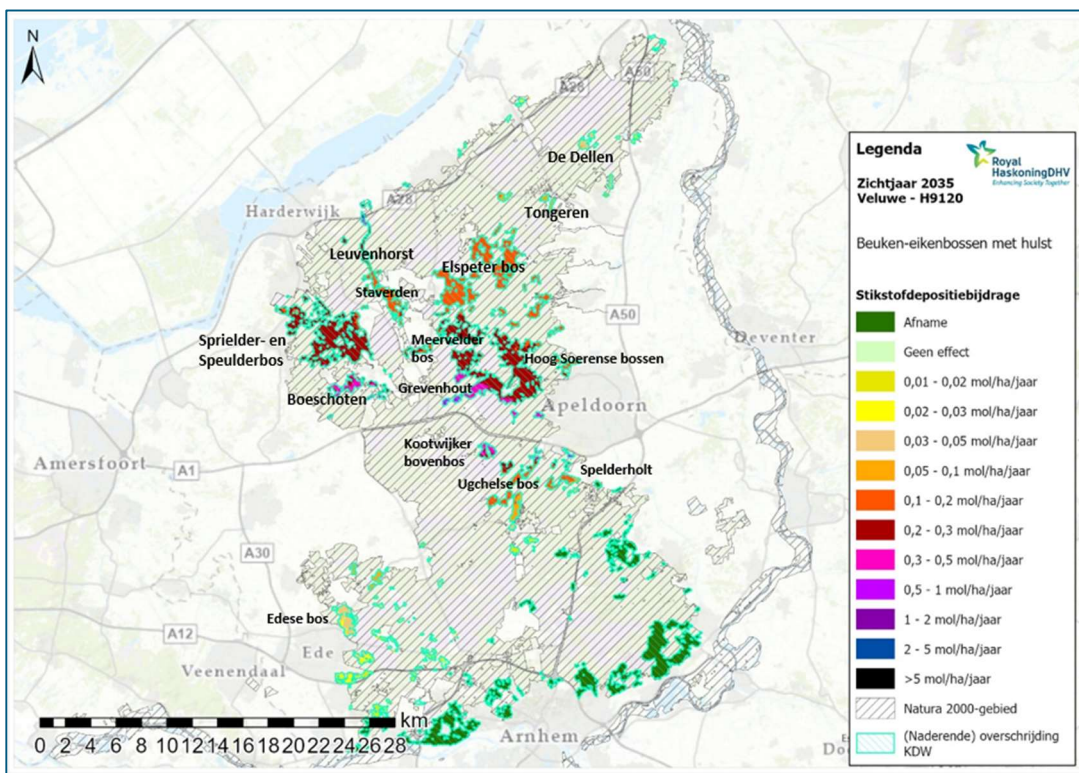 N
A28
A50
De Dellen
Harderwijk
A28
Tongeren
Leuvenhorst
Elspeter bos
Staverden
A50
Deventer
Sprielder- en
Speulderbos
Meervelder
bos
Hoog Soerense bossen
Grevenhout
Boeschoten
Apeldoorn
Kootwijker
bovenbos
Amersfoort
A1
Spelderholt
Ugchelse bos
A30
Edese bos
A12
Ede
Veenendaal
Arnhem
km
0 2 4 6 8 10 12 14 16 18 20 22 24 26 28
Legenda
Royal
HaskoningDHV
Enhancing Society Together
Zichtjaar 2035
Veluwe - H9120
Beuken-eikenbossen met hulst
Stikstofdepositiebijdrage
Afname
Geen effect
0,01 - 0,02 mol/ha/jaar
0,02 - 0,03 mol/ha/jaar
0,03 - 0,05 mol/ha/jaar
0,05 - 0,1 mol/ha/jaar
0,1 - 0,2 mol/ha/jaar
0,2 - 0,3 mol/ha/jaar
0,3 - 0,5 mol/ha/jaar
0,5 - 1 mol/ha/jaar
1 - 2 mol/ha/jaar
2 - 5 mol/ha/jaar
>5 mol/ha/jaar
Natura 2000-gebied
(Naderende) overschrijding
KDW